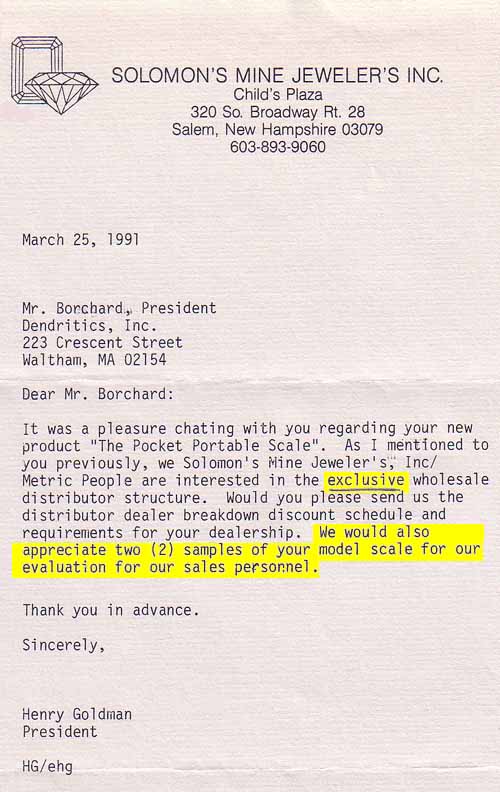 SOLOMON'S MINE JEWELER'S INC.
Child's Plaza
320 So. Broadway Rt. 28
Salem, New Hampshire 03079
603-893-9060
March 25, 1991
Mr. Borchard, President
Dendritics, Inc.
223 Crescent Street
Waltham, MA 02154
Dear Mr. Borchard:
It was a pleasure chating with you regarding your new
product "The Pocket Portable Scale". As I mentioned to
you previously, we Solomon's Mine Jeweler's, Inc/
Metric People are interested in the exclusive wholesale
distributor structure. Would you please send us the
distributor dealer breakdown discount schedule and
requirements for your dealership. We would also
appreciate two (2) samples of your model scale for our
evaluation for our sales personnel.
Thank you in advance.
Sincerely,
Henry Goldman
President
HG/ehg